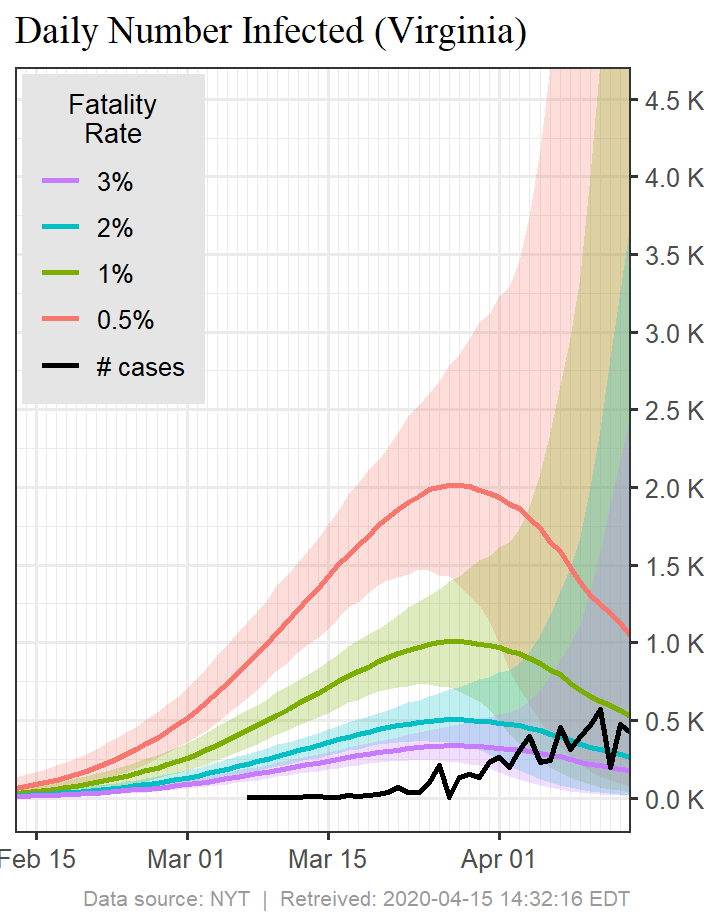 Daily Number Infected (Virginia)
Fatality
Rate
3%
2%
1%
0.5%
# cases
4.5 K
4.0 K
3.5 K
3.0 K
2.5 K
2.0 K
1.5 K
1.0 K
0.5 K
0.0 K
Feb 15 Mar 01 Mar 15 Apr 01
Data source: NYT | Retreived: 2020-04-15 14:32:16 EDT